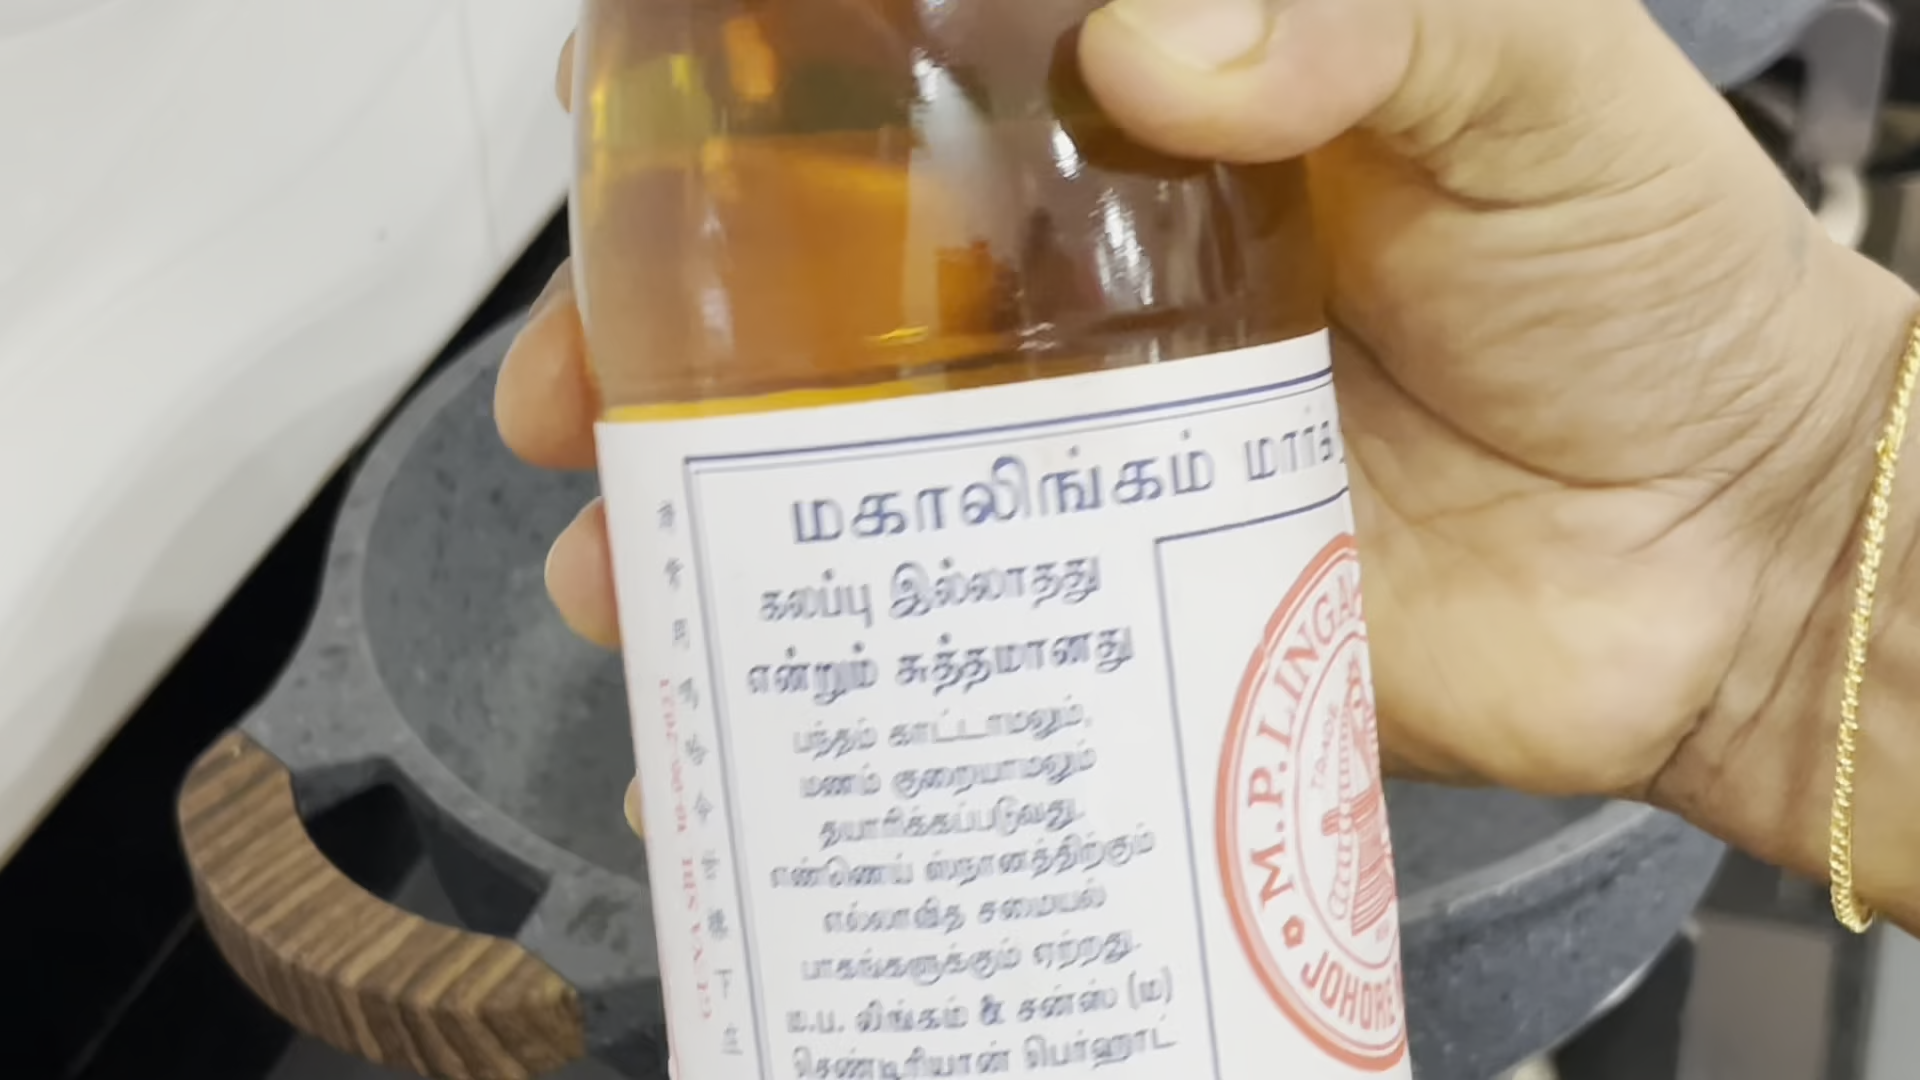 மகாலிங்கம் மார்க்
கலப்பு இல்லாதது
என்றும் சுத்தமானது
பந்தம் காட்டாமலும்,
மணம் குறையாமலும்
தயாரிக்கப்படுவது.
எண்ணெய் ஸ்நானத்திற்கும்
எல்லாவித சமையல்
பாகங்களுக்கும் ஏற்றது.
ம.ப. லிங்கம் & சன்ஸ் (ம)
செண்டிரியான் பெர்ஹாட்
M.P.LINGA
TRADE
JOHORE